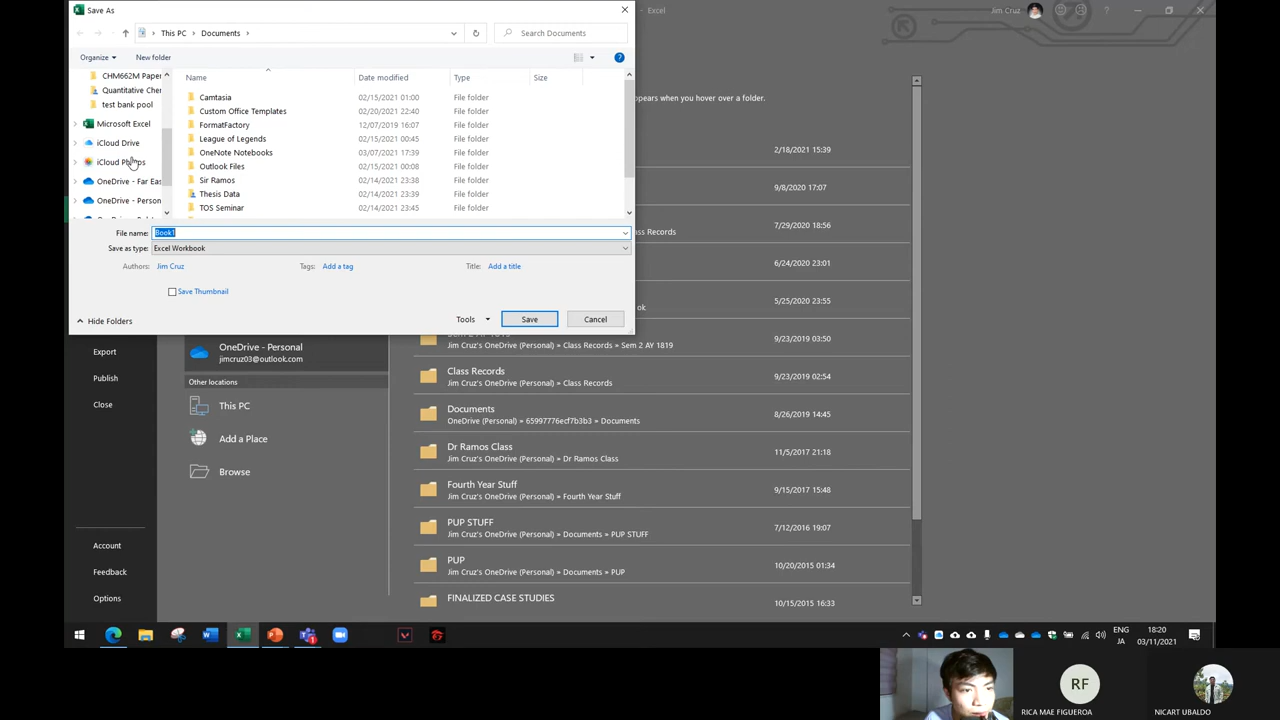 Save As
Excel
Jim Cruz
This PC
Documents
Search Documents
Organize
New folder
CHM662M Paper
Quantitative Cher
test bank pool
Microsoft Excel
iCloud Drive
iCloud Photos
OneDrive - Far Eas
OneDrive - Person
Name Date modified Type Size
Camtasia 02/15/2021 01:00 File folder
Custom Office Templates 02/20/2021 22:40 File folder
FormatFactory 12/07/2019 16:07 File folder
League of Legends 02/15/2021 00:45 File folder
OneNote Notebooks 03/07/2021 17:39 File folder
Outlook Files 02/15/2021 00:08 File folder
Sir Ramos 02/14/2021 23:38 File folder
Thesis Data 02/14/2021 23:39 File folder
TOS Seminar 02/14/2021 23:45 File folder
File name: Book1
Save as type: Excel Workbook
Authors: Jim Cruz
Tags: Add a tag
Title: Add a title
Save Thumbnail
Hide Folders
Tools
Save
Cancel
ppears when you hover over a folder.
2/18/2021 15:39
9/8/2020 17:07
7/29/2020 18:56
ss Records
6/24/2020 23:01
5/25/2020 23:55
ok
9/23/2019 03:50
Jim Cruz's OneDrive (Personal) » Class Records » Sem 2 AY 1819
Class Records 9/23/2019 02:54
Jim Cruz's OneDrive (Personal) » Class Records
Documents 8/26/2019 14:45
OneDrive (Personal) » 65997776ecf7b3b3 » Documents
Dr Ramos Class 11/5/2017 21:18
Jim Cruz's OneDrive (Personal) » Dr Ramos Class
Fourth Year Stuff 9/15/2017 15:48
Jim Cruz's OneDrive (Personal) » Fourth Year Stuff
PUP STUFF 7/12/2016 19:07
Jim Cruz's OneDrive (Personal) » Documents » PUP STUFF
PUP 10/20/2015 01:34
Jim Cruz's OneDrive (Personal) » Documents » PUP
FINALIZED CASE STUDIES 10/15/2015 16:33
OneDrive - Personal
jimcruz03@outlook.com
Other locations
This PC
Add a Place
Browse
Export
Publish
Close
Account
Feedback
Options
ENG
JA
18:20
03/11/2021
RF
RICA MAE FIGUEROA
NICART UBALDO